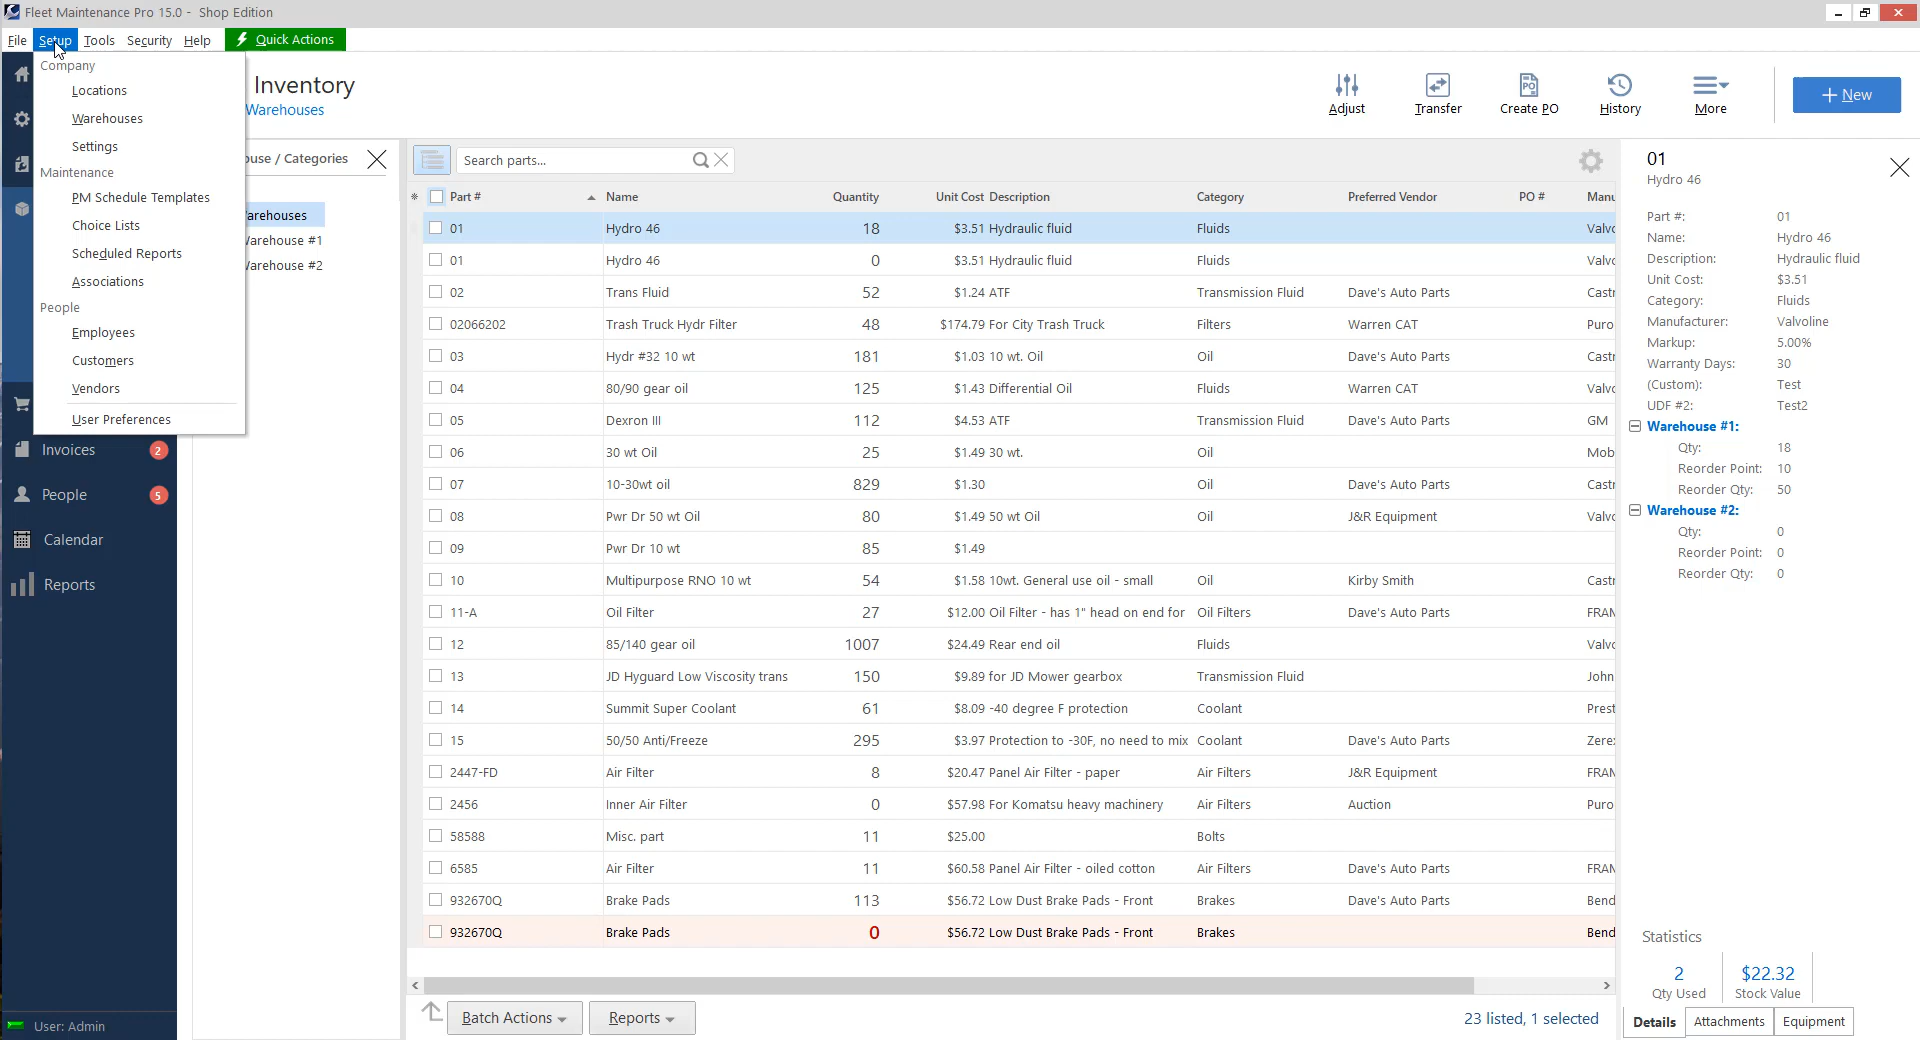 Fleet Maintenance Pro 15.0 - Shop Edition
File Setup Tools Security Help Quick Actions
Company
Locations
Warehouses
Settings
Maintenance
PM Schedule Templates
Choice Lists
Scheduled Reports
Associations
People
Employees
Customers
Vendors
User Preferences
Invoices 2
People 5
Calendar
Reports
User: Admin
Inventory
Warehouses
Adjust
Transfer
Create PO
History
More
+ New
ouse / Categories
arehouses
arehouse #1
arehouse #2
Search parts...
* Part # Name Quantity Unit Cost Description Category Preferred Vendor PO # Manu
01 Hydro 46 18 $3.51 Hydraulic fluid Fluids Valvo
01 Hydro 46 0 $3.51 Hydraulic fluid Fluids Valvo
02 Trans Fluid 52 $1.24 ATF Transmission Fluid Dave's Auto Parts Castr
02066202 Trash Truck Hydr Filter 48 $174.79 For City Trash Truck Filters Warren CAT Puro
03 Hydr #32 10 wt 181 $1.03 10 wt. Oil Oil Dave's Auto Parts Castr
04 80/90 gear oil 125 $1.43 Differential Oil Fluids Warren CAT Valvo
05 Dexron III 112 $4.53 ATF Transmission Fluid Dave's Auto Parts GM
06 30 wt Oil 25 $1.49 30 wt. Oil Mob
07 10-30wt oil 829 $1.30 Oil Dave's Auto Parts Castr
08 Pwr Dr 50 wt Oil 80 $1.49 50 wt Oil Oil J&R Equipment Valvo
09 Pwr Dr 10 wt 85 $1.49
10 Multipurpose RNO 10 wt 54 $1.58 10wt. General use oil - small Oil Kirby Smith Castr
11-A Oil Filter 27 $12.00 Oil Filter - has 1" head on end for Oil Filters Dave's Auto Parts FRAM
12 85/140 gear oil 1007 $24.49 Rear end oil Fluids Valvo
13 JD Hyguard Low Viscosity trans 150 $9.89 for JD Mower gearbox Transmission Fluid John
14 Summit Super Coolant 61 $8.09 -40 degree F protection Coolant Prest
15 50/50 Anti/Freeze 295 $3.97 Protection to -30F, no need to mix Coolant Dave's Auto Parts Zerex
2447-FD Air Filter 8 $20.47 Panel Air Filter - paper Air Filters J&R Equipment FRAM
2456 Inner Air Filter 0 $57.98 For Komatsu heavy machinery Air Filters Auction Puro
58588 Misc. part 11 $25.00 Bolts
6585 Air Filter 11 $60.58 Panel Air Filter - oiled cotton Air Filters Dave's Auto Parts FRAM
932670Q Brake Pads 113 $56.72 Low Dust Brake Pads - Front Brakes Dave's Auto Parts Bend
932670Q Brake Pads 0 $56.72 Low Dust Brake Pads - Front Brakes Bend
Batch Actions
Reports
23 listed, 1 selected
01
Hydro 46
Part #: 01
Name: Hydro 46
Description: Hydraulic fluid
Unit Cost: $3.51
Category: Fluids
Manufacturer: Valvoline
Markup: 5.00%
Warranty Days: 30
(Custom): Test
UDF #2: Test2
Warehouse #1:
Qty: 18
Reorder Point: 10
Reorder Qty: 50
Warehouse #2:
Qty: 0
Reorder Point: 0
Reorder Qty: 0
Statistics
2 $22.32
Qty Used Stock Value
Details Attachments Equipment